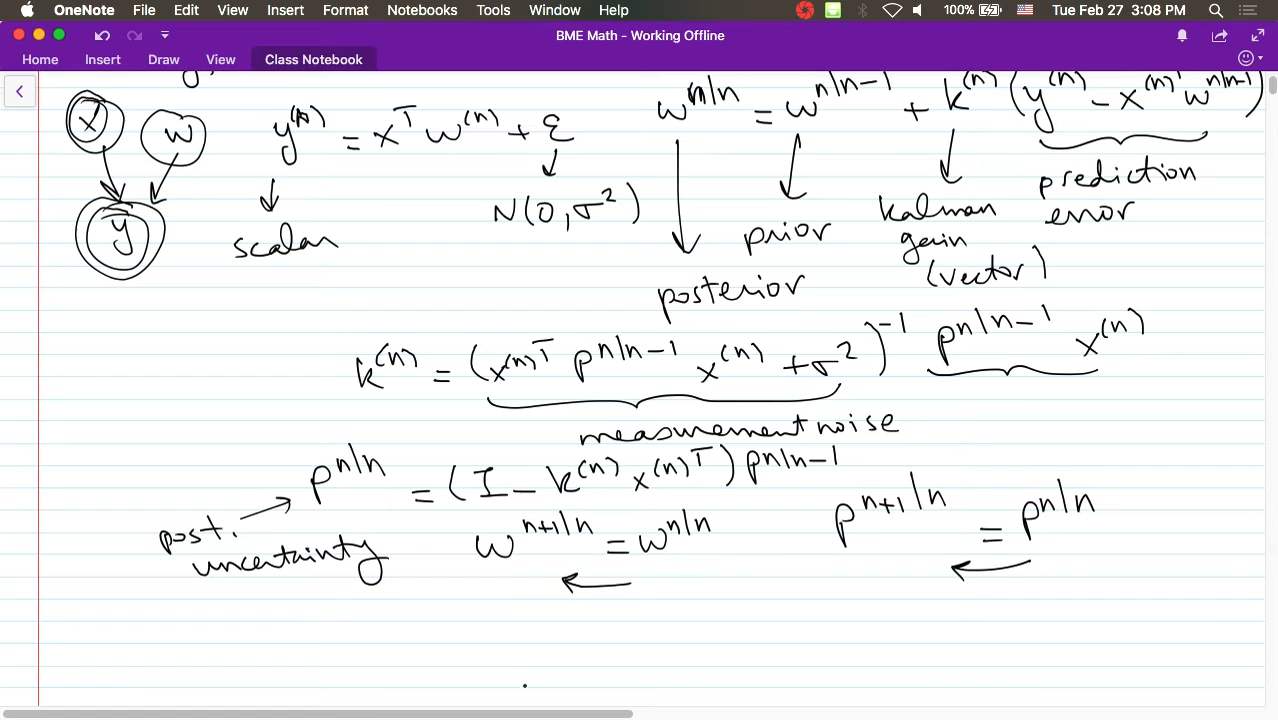 OneNote File Edit View Insert Format Notebooks Tools Window Help 100% Tue Feb 27 3:08 PM
BME Math - Working Offline
Home Insert Draw View Class Notebook
x w y^(n) = x^T w^(n) + ε w^n|n = w^n|n-1 + k^(n) (y^(n) - x^(n)T w^n|n-1)
y scalar N(0, σ²) posterior prior kalman gain (vector) prediction error
k^(n) = (x^(n)T P^n|n-1 x^(n) + σ²)^-1 P^n|n-1 x^(n)
measurement noise
P^n|n = (I - k^(n) x^(n)T) P^n|n-1
post. uncertainty w^n+1|n = w^n|n P^n+1|n = P^n|n